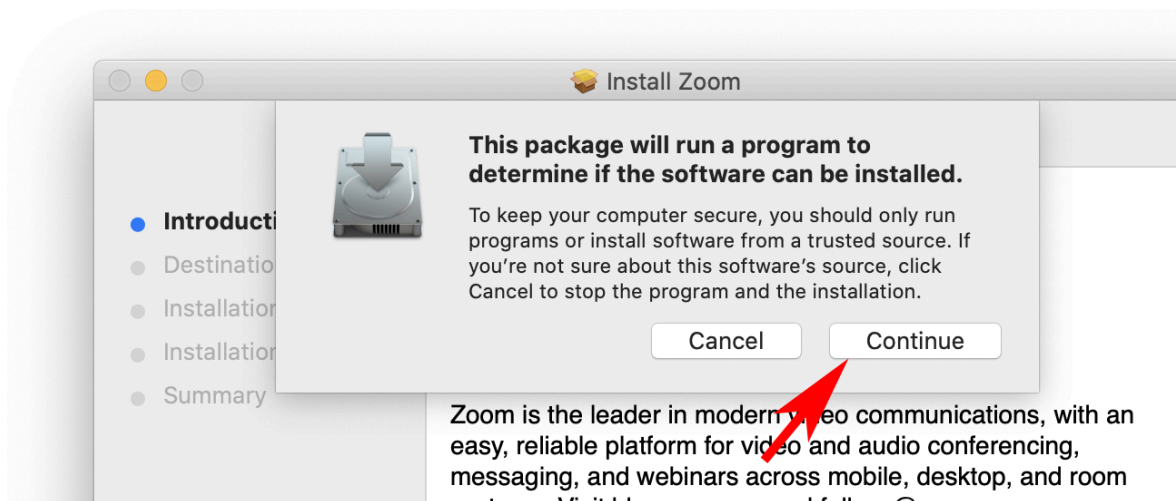 Install Zoom
This package will run a program to
determine if the software can be installed.
To keep your computer secure, you should only run
programs or install software from a trusted source. If
you're not sure about this software's source, click
Cancel to stop the program and the installation.
Cancel
Continue
Introducti
Destinatio
Installation
Installation
Summary
Zoom is the leader in modern video communications, with an
easy, reliable platform for video and audio conferencing,
messaging, and webinars across mobile, desktop, and room